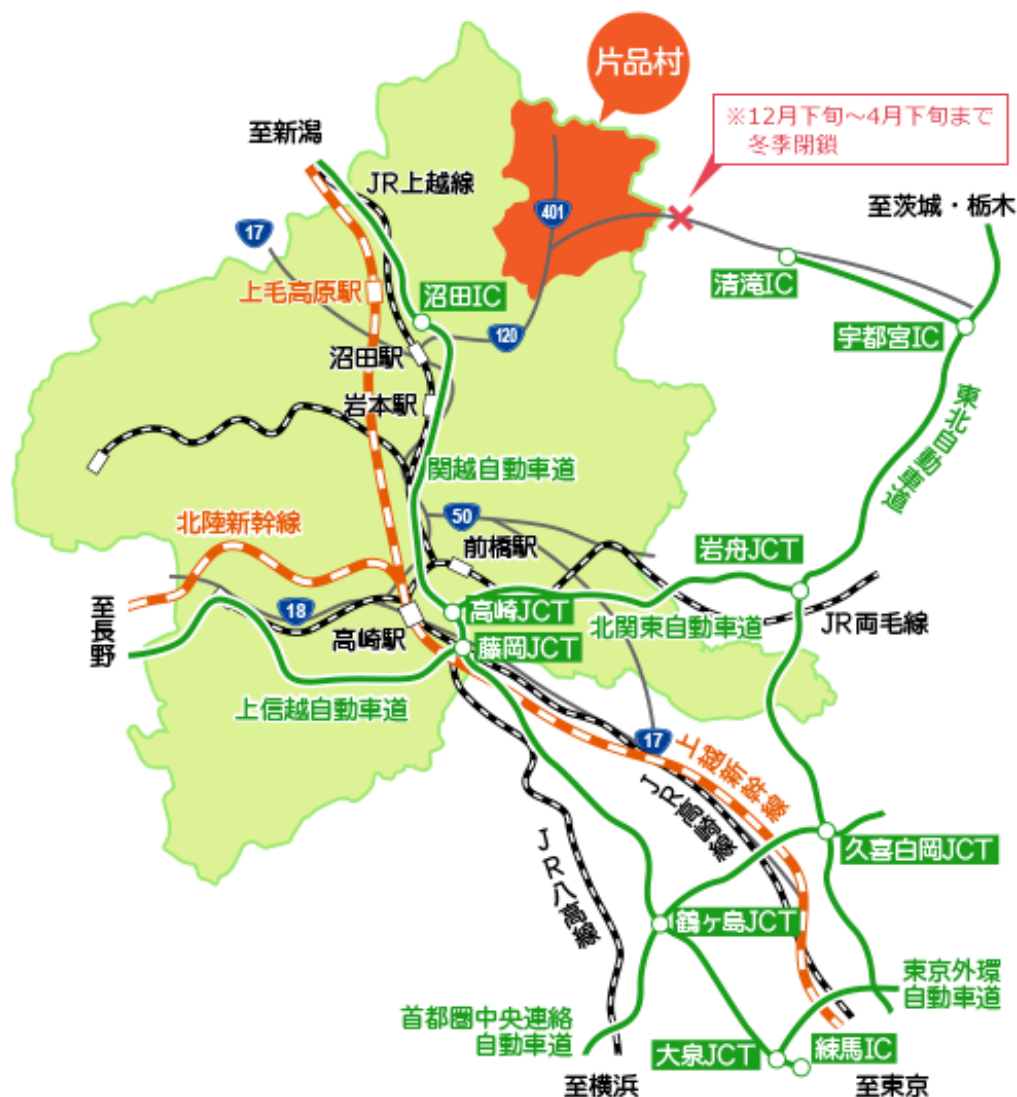 片品村
※12月下旬～4月下旬まで
冬季閉鎖
至新潟
JR上越線
至茨城・栃木
401
17
清滝IC
上毛高原駅
沼田IC
宇都宮IC
120
沼田駅
岩本駅
東北自動車道
関越自動車道
北陸新幹線
50
前橋駅
岩舟JCT
至長野
18
高崎駅
高崎JCT
北関東自動車道
JR両毛線
藤岡JCT
上信越自動車道
17
上越新幹線
JR高崎線
久喜白岡JCT
JR八高線
鶴ヶ島JCT
東京外環
自動車道
首都圏中央連絡
自動車道
大泉JCT
練馬IC
至横浜
至東京